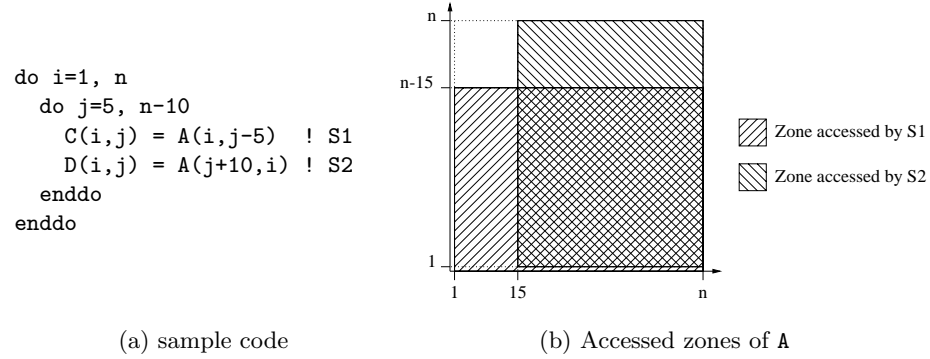 do i=1, n
do j=5, n-10
C(i,j) = A(i,j-5) ! S1
D(i,j) = A(j+10,i) ! S2
enddo
enddo
n
n-15
1
1 15 n
Zone accessed by S1
Zone accessed by S2
(a) sample code
(b) Accessed zones of A